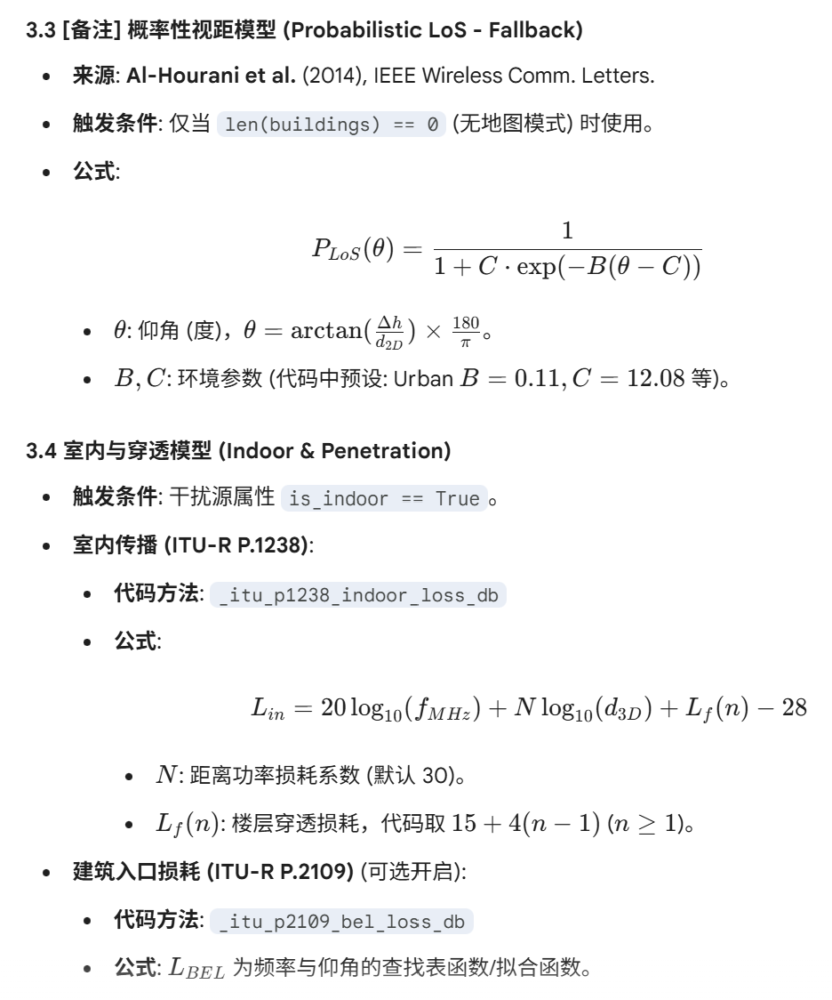 3.3 [备注] 概率性视距模型 (Probabilistic LoS - Fallback)
• 来源: Al-Hourani et al. (2014), IEEE Wireless Comm. Letters.
• 触发条件: 仅当 len(buildings) == 0 (无地图模式) 时使用。
• 公式:
$P_{LoS}(\theta) = \frac{1}{1 + C \cdot \exp(-B(\theta - C))}$
• $\theta$: 仰角 (度)，$\theta = \arctan(\frac{\Delta h}{d_{2D}}) \times \frac{180}{\pi}$。
• $B, C$: 环境参数 (代码中预设: Urban $B = 0.11, C = 12.08$ 等)。
3.4 室内与穿透模型 (Indoor & Penetration)
• 触发条件: 干扰源属性 is_indoor == True 。
• 室内传播 (ITU-R P.1238):
• 代码方法: _itu_p1238_indoor_loss_db
• 公式:
$L_{in} = 20 \log_{10}(f_{MHz}) + N \log_{10}(d_{3D}) + L_f(n) - 28$
• $N$: 距离功率损耗系数 (默认 30)。
• $L_f(n)$: 楼层穿透损耗，代码取 $15 + 4(n - 1)$ ($n \geq 1$)。
• 建筑入口损耗 (ITU-R P.2109) (可选开启):
• 代码方法: _itu_p2109_bel_loss_db
• 公式: $L_{BEL}$ 为频率与仰角的查找表函数/拟合函数。